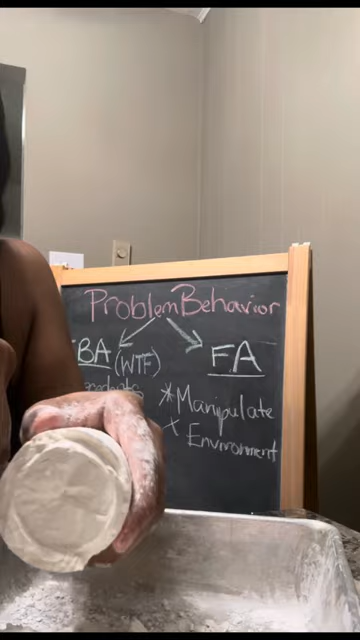 Problem Behavior
BA (WTF)
FA
*Manipulate
Environment